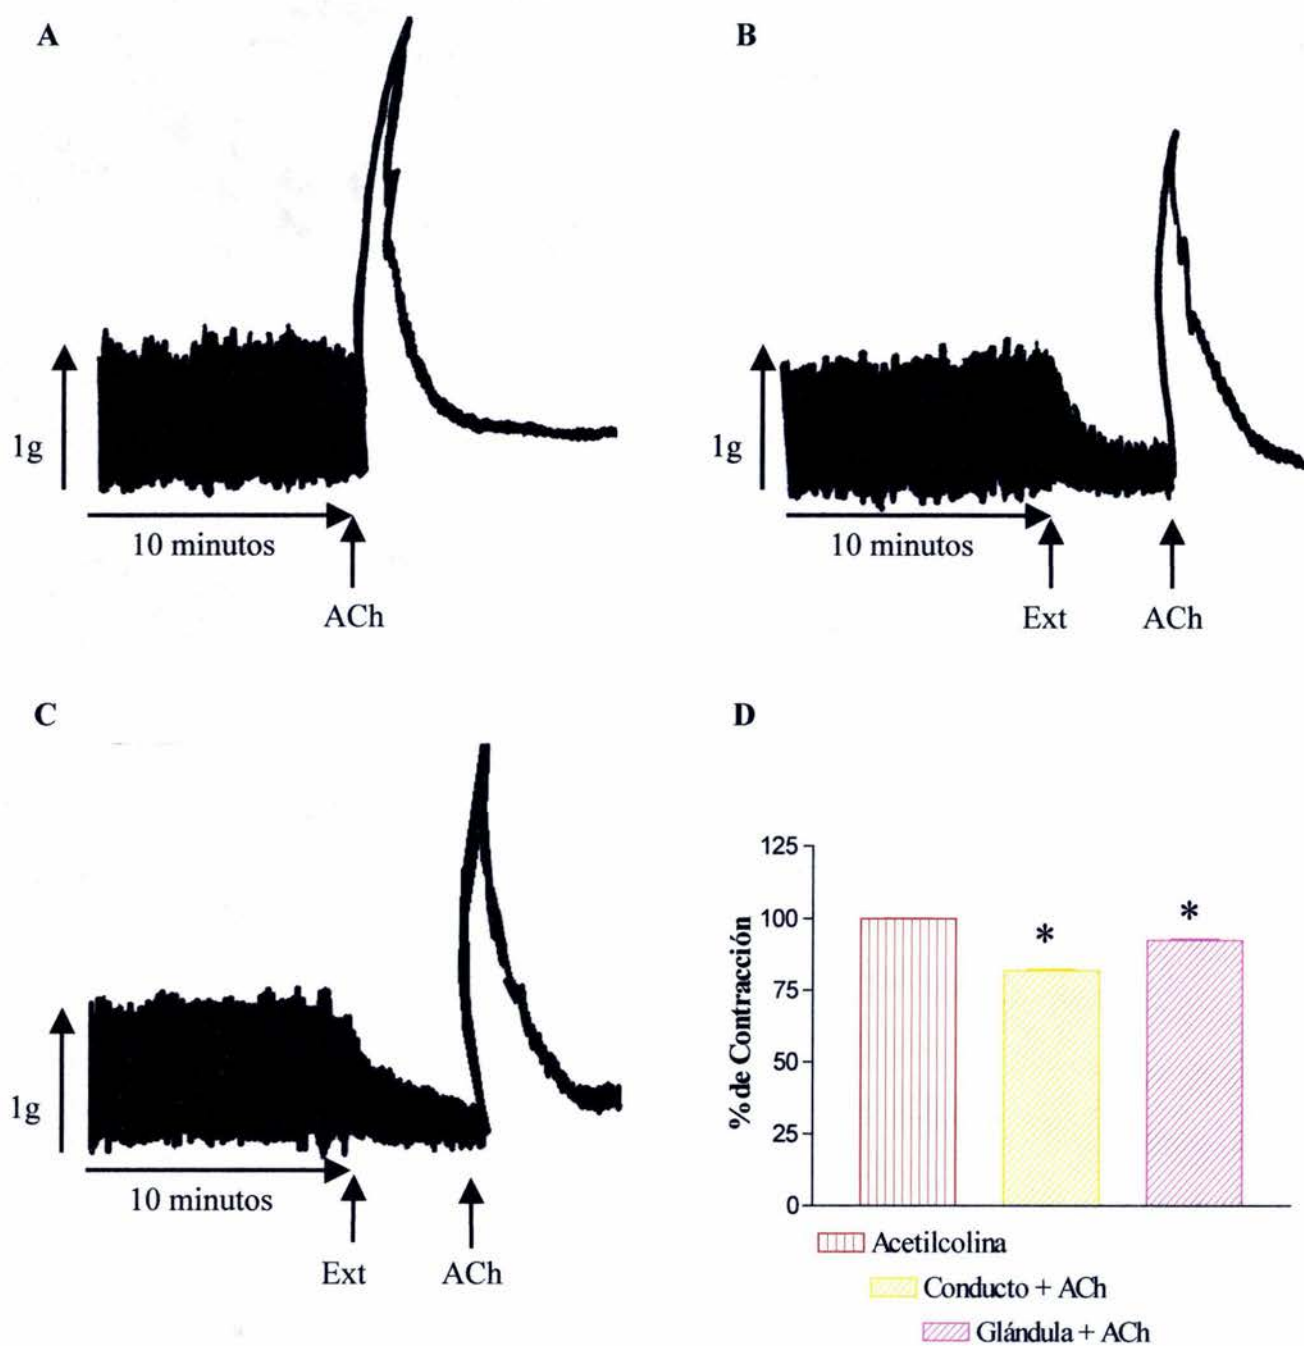 A
1g
10 minutos
ACh
B
1g
10 minutos
Ext ACh
C
1g
10 minutos
Ext ACh
D
% de Contracción
125
100
75
50
25
0
* *
Acetilcolina
Conducto + ACh
Glándula + ACh